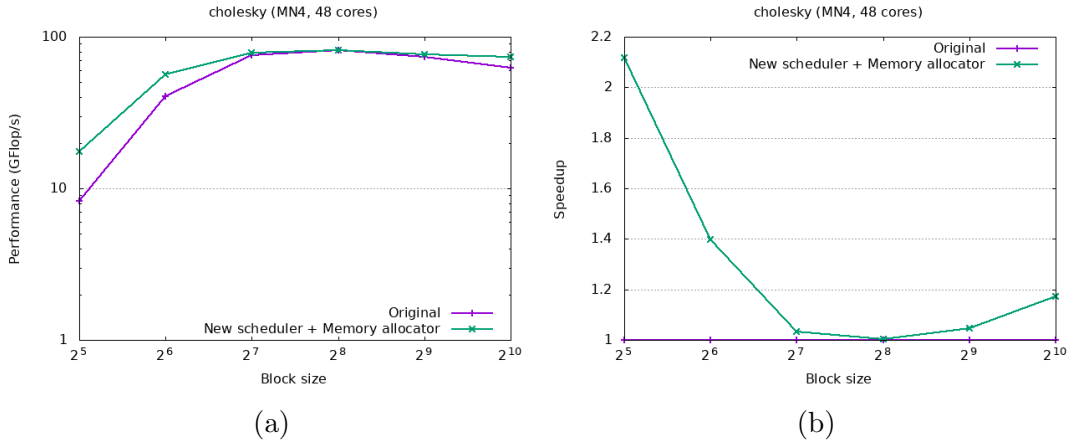 cholesky (MN4, 48 cores)
100
10
1
Performance (GFlop/s)
Original
New scheduler + Memory allocator
2^5 2^6 2^7 2^8 2^9 2^10
Block size
(a)
cholesky (MN4, 48 cores)
2.2
2
1.8
1.6
1.4
1.2
1
Speedup
Original
New scheduler + Memory allocator
2^5 2^6 2^7 2^8 2^9 2^10
Block size
(b)